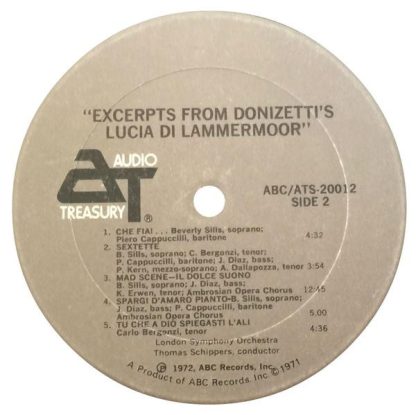 "EXCERPTS FROM DONIZETTI'S
LUCIA DI LAMMERMOOR"
AUDIO
AT
TREASURY ®
ABC/ATS-20012
SIDE 2
1. CHE FIAI . . . Beverly Sills, soprano;
Piero Cappuccilli, baritone 4:32
2. SEXTETTE
B. Sills, soprano; C. Bergonzi, tenor;
P. Cappuccilli, baritone; J. Diaz, bass;
P. Kern, mezzo-soprano; A. Dallapozza, tenor 3:54
3. MAD SCENE—IL DOLCE SUONO
B. Sills, soprano; J. Diaz, bass;
K. Erwen, tenor; Ambrosian Opera Chorus 12:45
4. SPARGI D'AMARO PIANTO-B. Sills, soprano;
J. Diaz, bass; P. Cappuccilli, baritone
Ambrosian Opera Chorus 5.00
5. TU CHE A DIO SPIEGASTI L'ALI
Carlo Bergonzi, tenor 4:36
London Symphony Orchestra
Thomas Schippers, conductor
℗ 1972, ABC Records, Inc.
A Product of ABC Records, Inc. © 1971